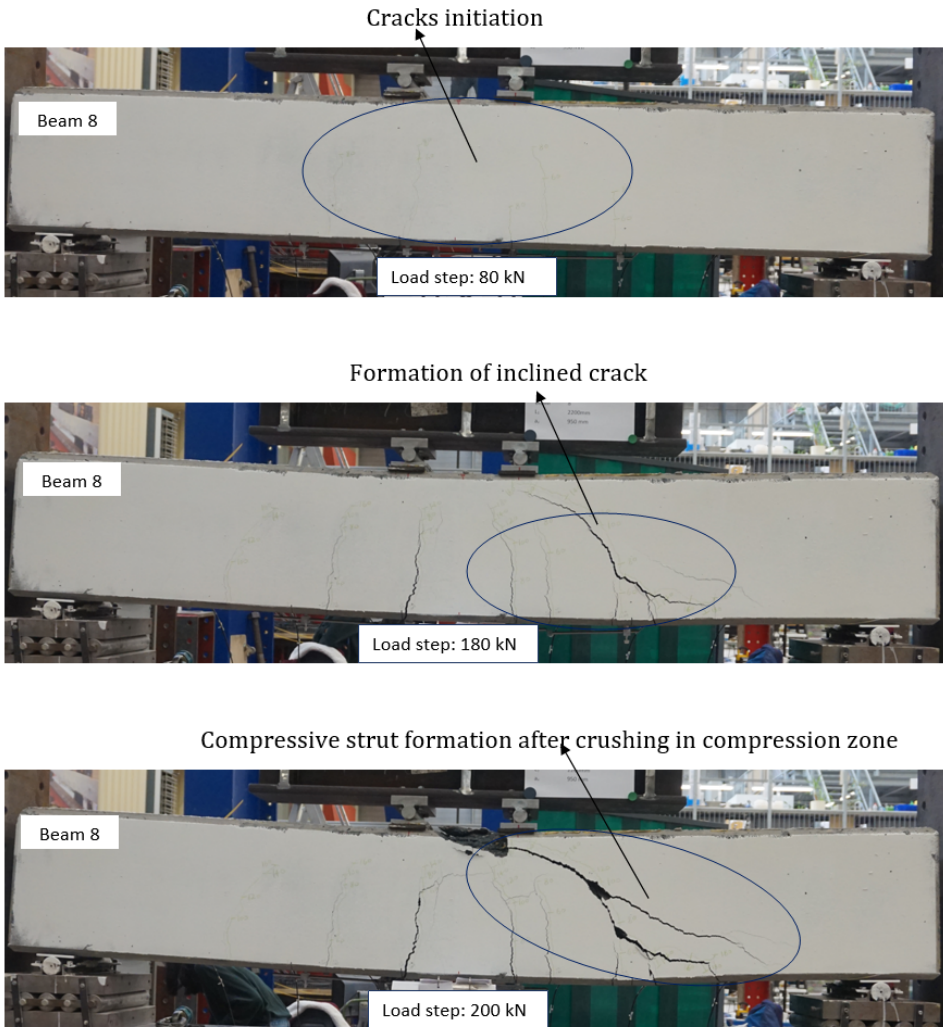 Cracks initiation
Beam 8
Load step: 80 kN
Formation of inclined crack
Beam 8
Load step: 180 kN
Compressive strut formation after crushing in compression zone
Beam 8
Load step: 200 kN